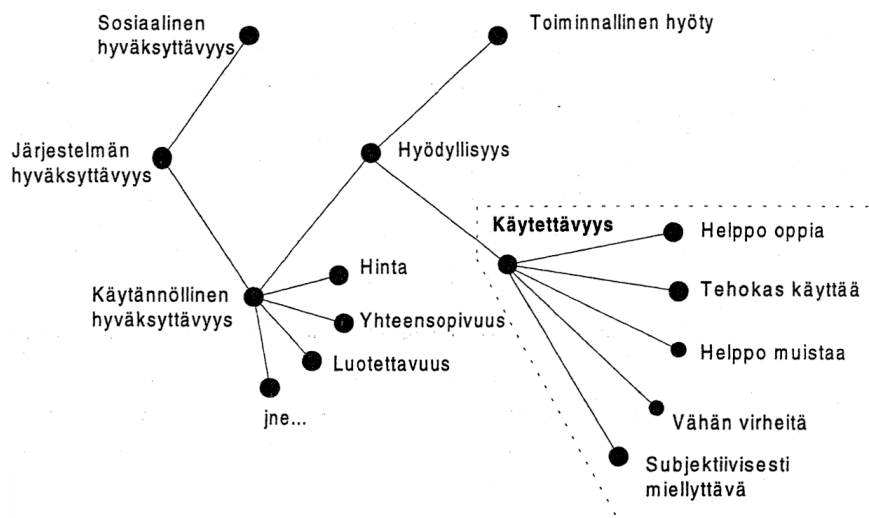 Sosiaalinen
hyväksyttävyys
Toiminnallinen hyöty
Järjestelmän
hyväksyttävyys
Hyödyllisyys
Käytettävyys
Helppo oppia
Hinta
Käytännöllinen
hyväksyttävyys
Tehokas käyttää
Yhteensopivuus
Helppo muistaa
Luotettavuus
jne...
Vähän virheitä
Subjektiivisesti
miellyttävä